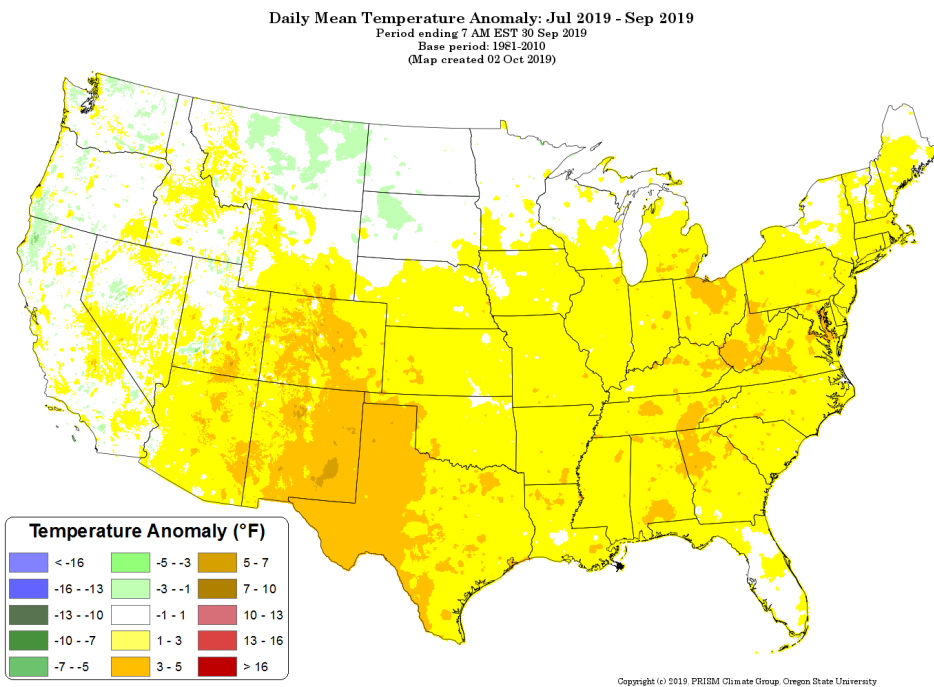 Daily Mean Temperature Anomaly: Jul 2019 - Sep 2019
Period ending 7 AM EST 30 Sep 2019
Base period: 1981-2010
(Map created 02 Oct 2019)
Temperature Anomaly (°F)
< -16
-16 - -13
-13 - -10
-10 - -7
-7 - -5
-5 - -3
-3 - -1
-1 - 1
1 - 3
3 - 5
5 - 7
7 - 10
10 - 13
13 - 16
> 16
Copyright (c) 2019, PRISM Climate Group, Oregon State University